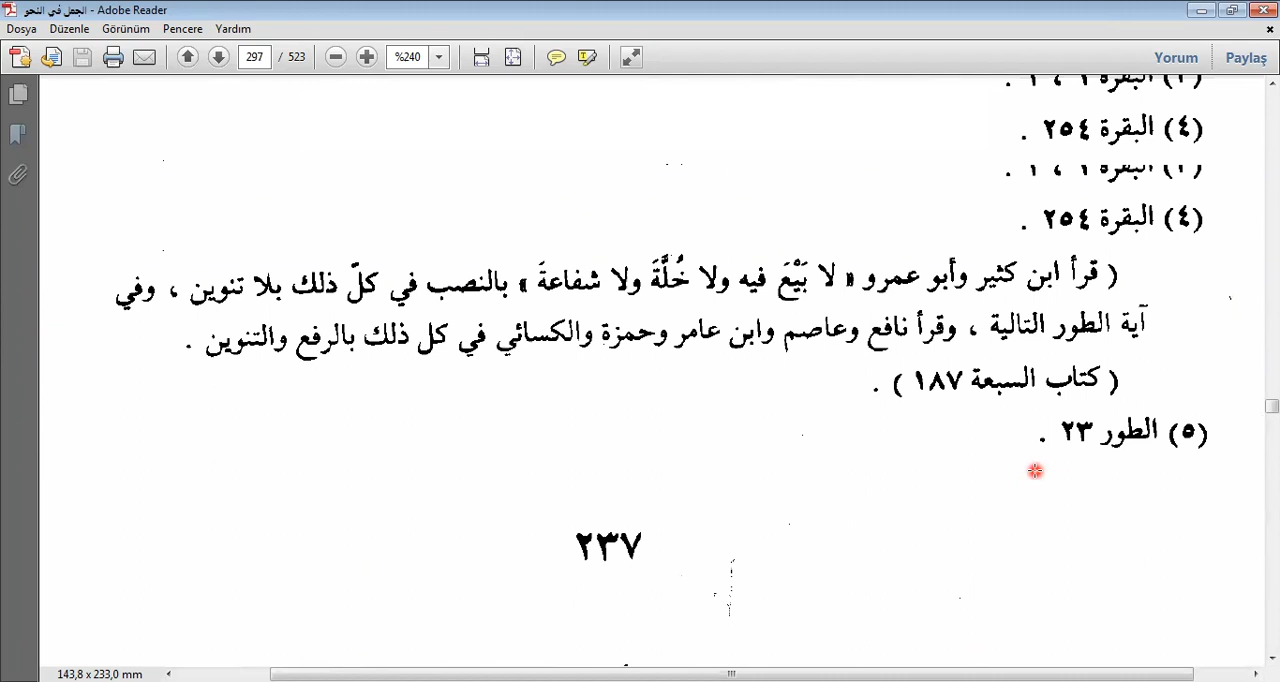 الجمل في النحو - Adobe Reader
Dosya Düzenle Görünüm Pencere Yardım
297 / 523 %240 Yorum Paylaş
(٤) البقرة ٢٥٤ .
(٤) البقرة ٢٥٤ .
( قرأ ابن كثير وأبو عمرو « لا بَيْعَ فيه ولا خُلَّةَ ولا شفاعةَ » بالنصب في كلّ ذلك بلا تنوين ، وفي
آية الطور التالية ، وقرأ نافع وعاصم وابن عامر وحمزة والكسائي في كل ذلك بالرفع والتنوين .
( كتاب السبعة ١٨٧ ) .
(٥) الطور ٢٣ .
٢٣٧
143,8 x 233,0 mm